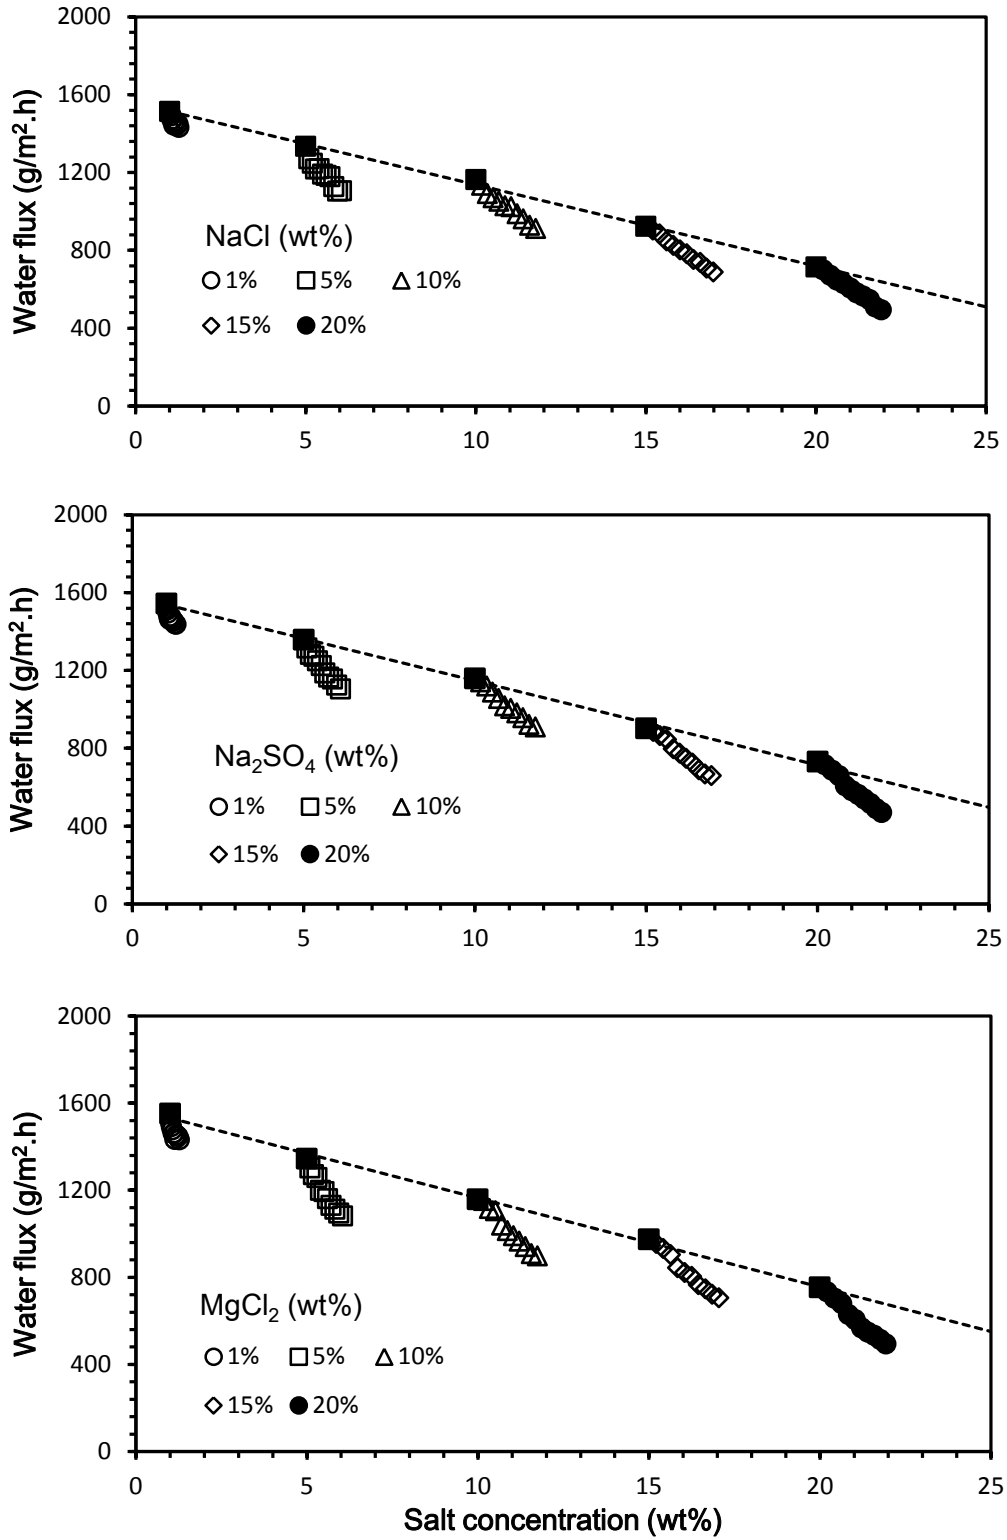 2000
1600
1200
800
400
0
Water flux (g/m².h)
NaCl (wt%)
1% 5% 10%
15% 20%
0 5 10 15 20 25
2000
1600
1200
800
400
0
Water flux (g/m².h)
Na₂SO₄ (wt%)
1% 5% 10%
15% 20%
0 5 10 15 20 25
2000
1600
1200
800
400
0
Water flux (g/m².h)
MgCl₂ (wt%)
1% 5% 10%
15% 20%
0 5 10 15 20 25
Salt concentration (wt%)